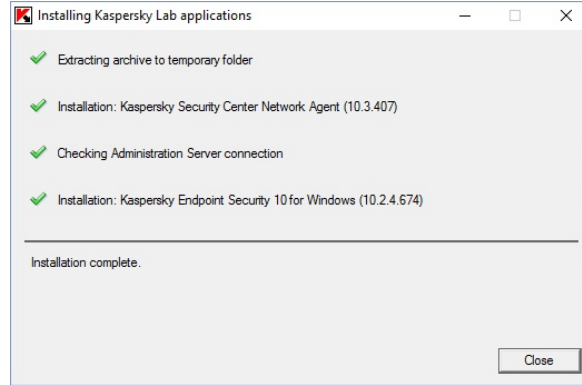 Installing Kaspersky Lab applications
Extracting archive to temporary folder
Installation: Kaspersky Security Center Network Agent (10.3.407)
Checking Administration Server connection
Installation: Kaspersky Endpoint Security 10 for Windows (10.2.4.674)
Installation complete.
Close